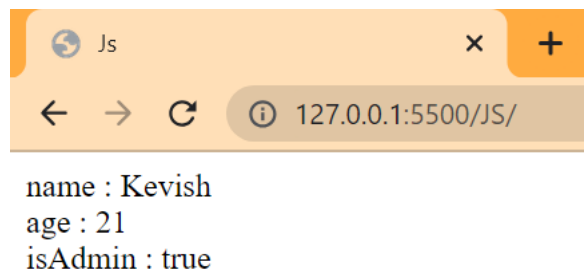 Js
127.0.0.1:5500/JS/
name : Kevish
age : 21
isAdmin : true